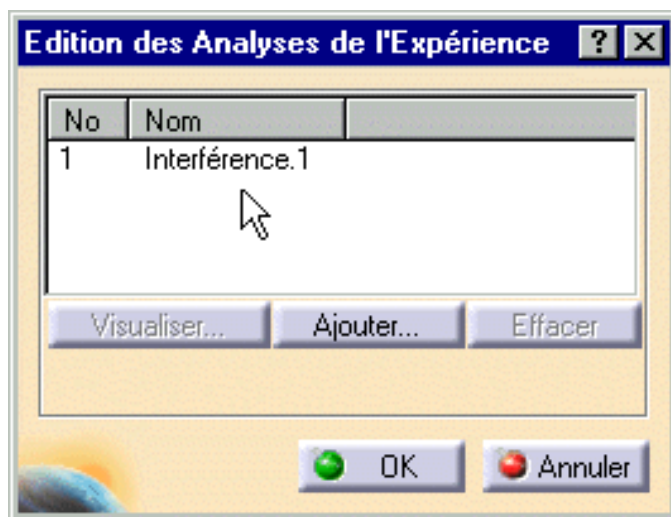 Edition des Analyses de l'Expérience ? X
No Nom
1 Interférence.1
Visualiser... Ajouter... Effacer
OK Annuler